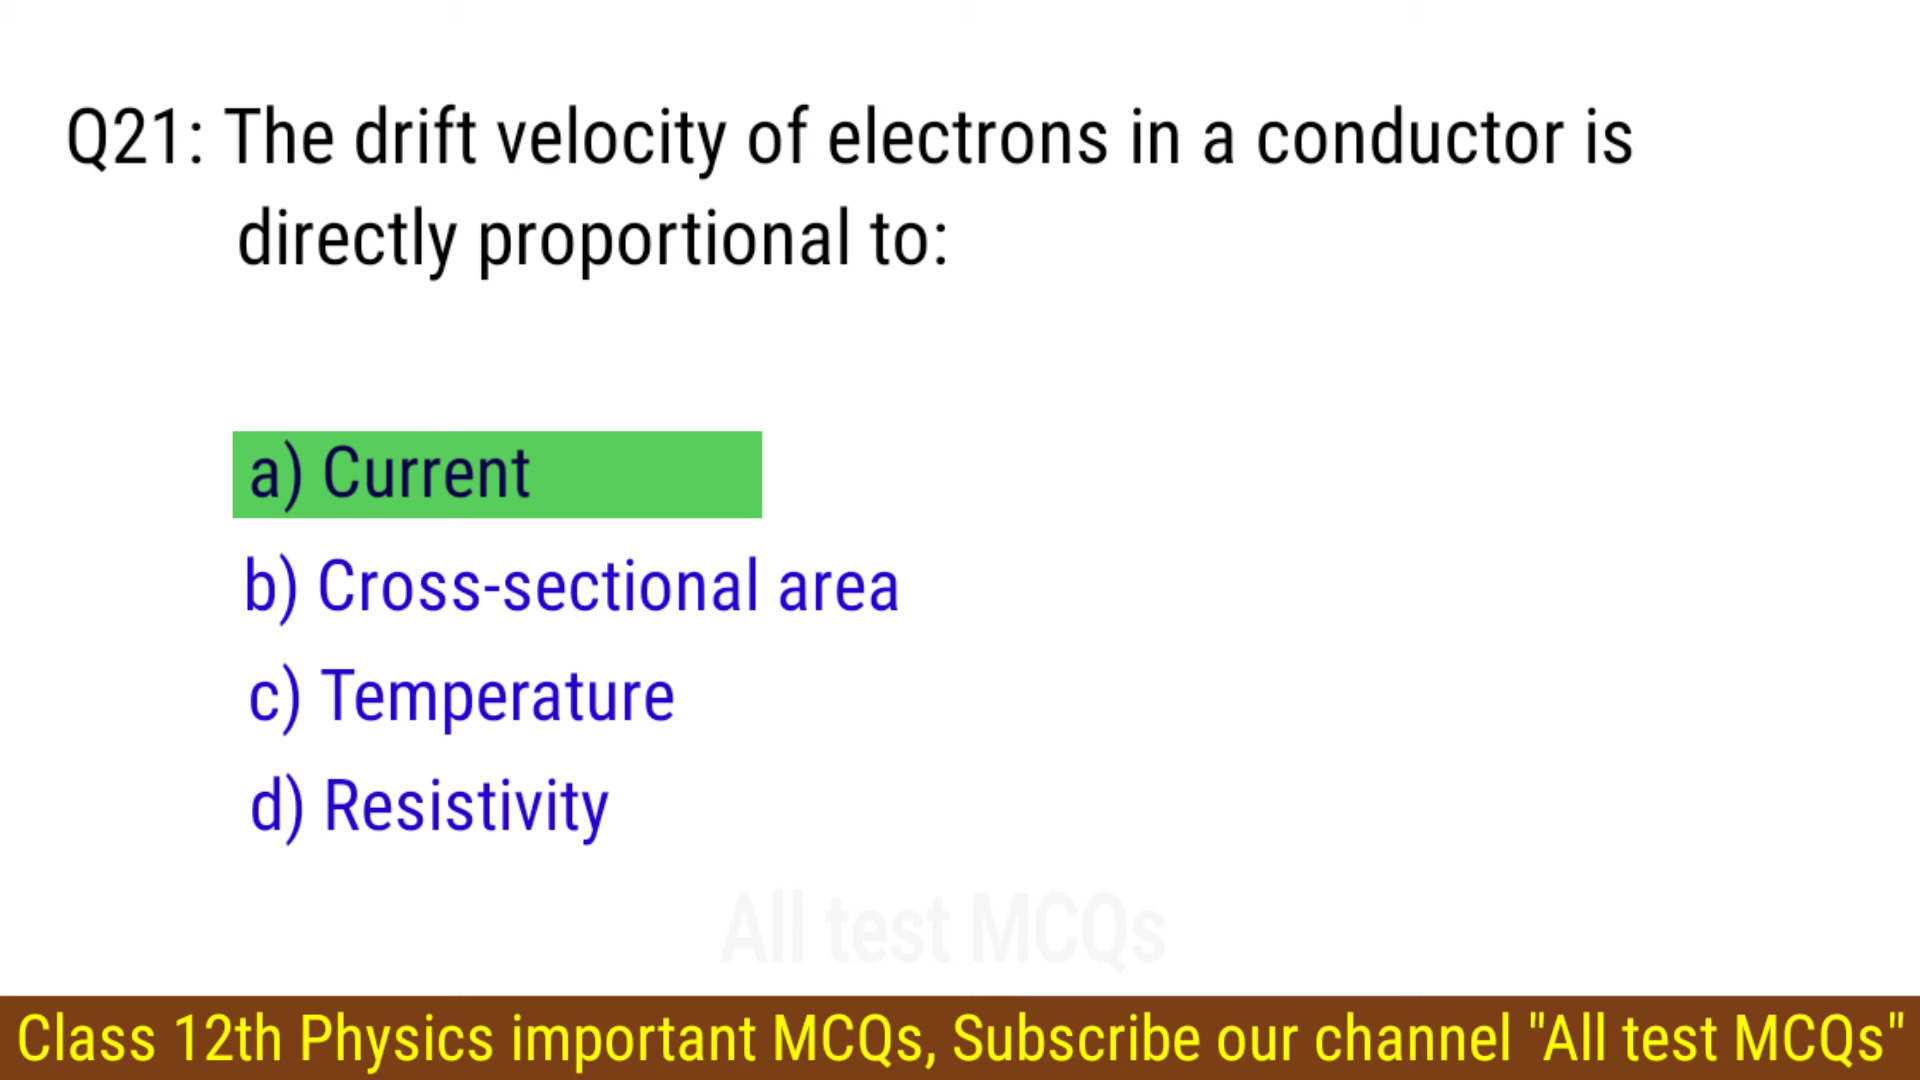 Q21: The drift velocity of electrons in a conductor is
directly proportional to:
a) Current
b) Cross-sectional area
c) Temperature
d) Resistivity
All test MCQs
Class 12th Physics important MCQs, Subscribe our channel "All test MCQs"